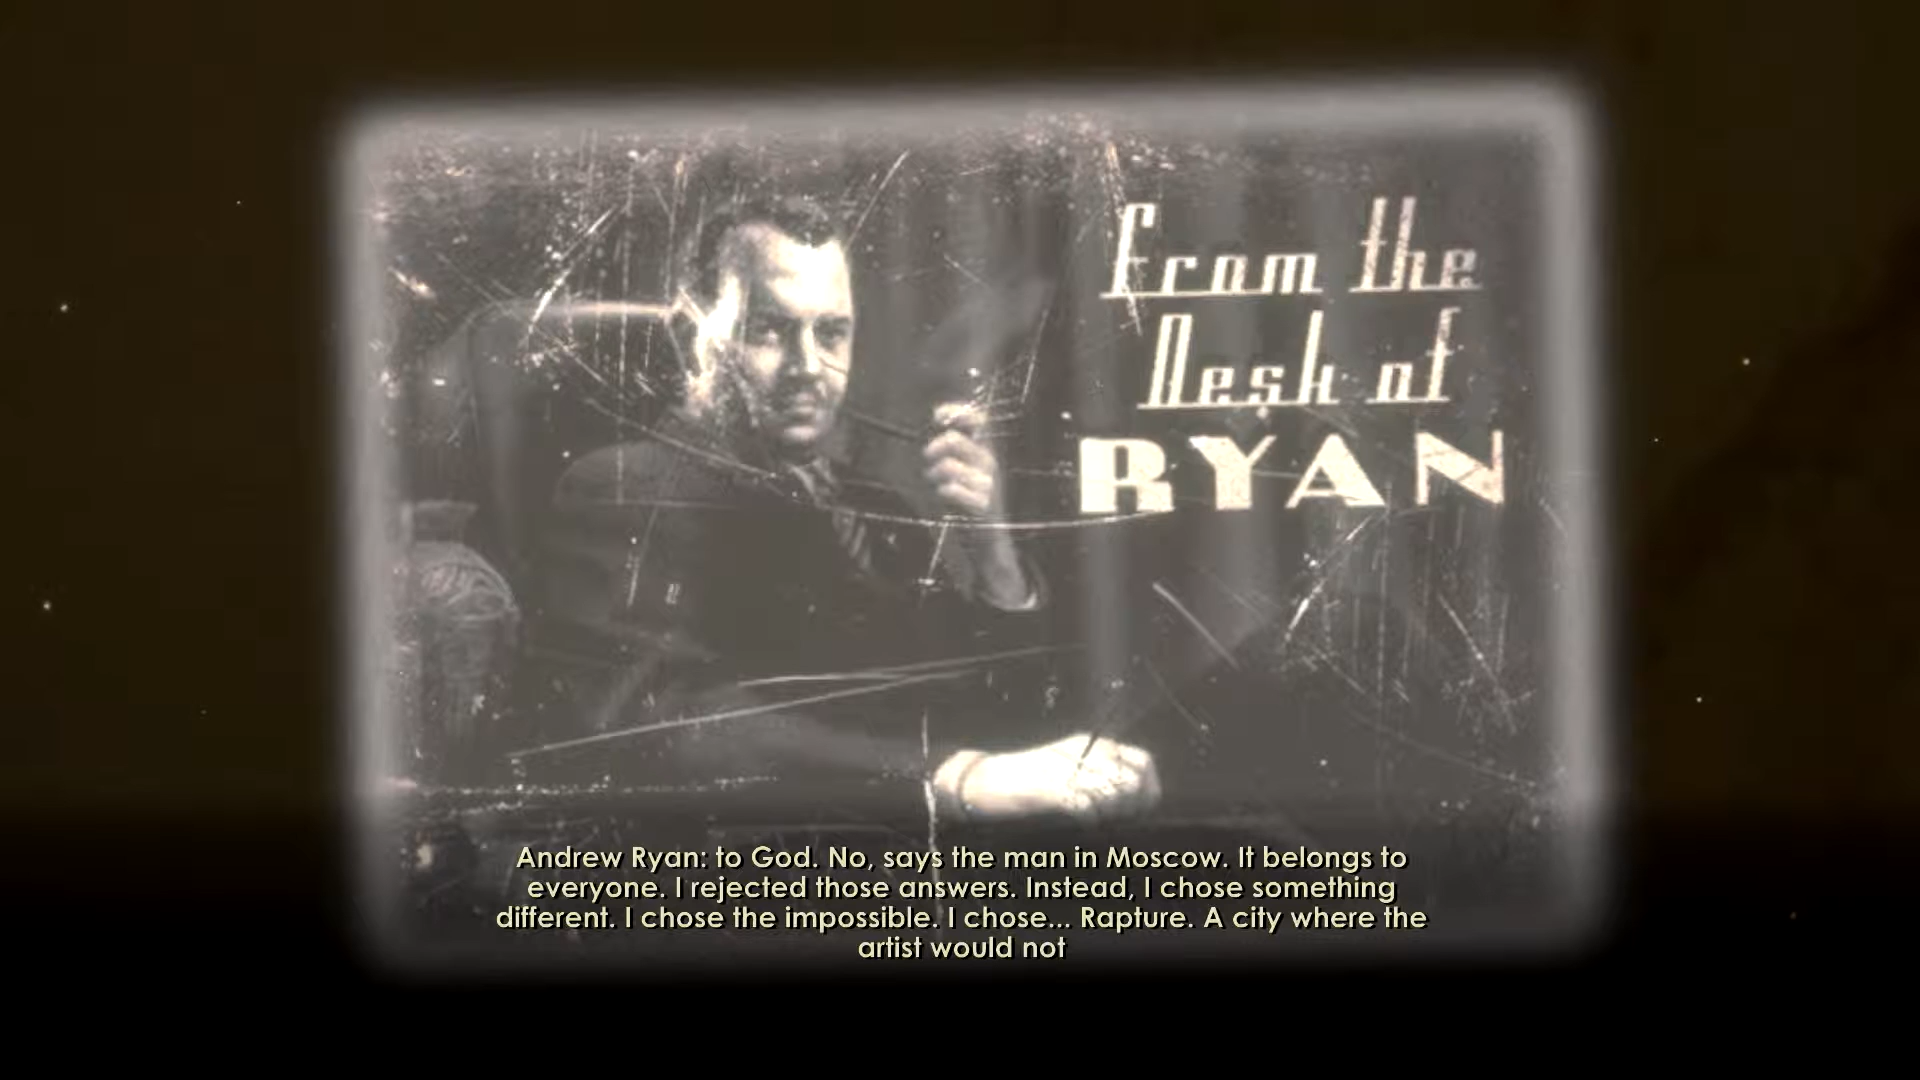 from the
Desk of
RYAN
Andrew Ryan: to God. No, says the man in Moscow. It belongs to
everyone. I rejected those answers. Instead, I chose something
different. I chose the impossible. I chose... Rapture. A city where the
artist would not